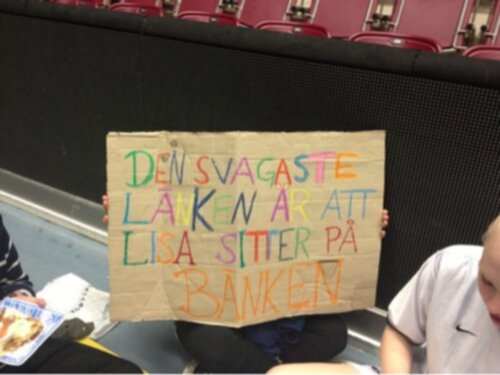 DEN SVAGASTE
LÄNKEN ÄR ATT
LISA SITTER PÅ
BÄNKEN